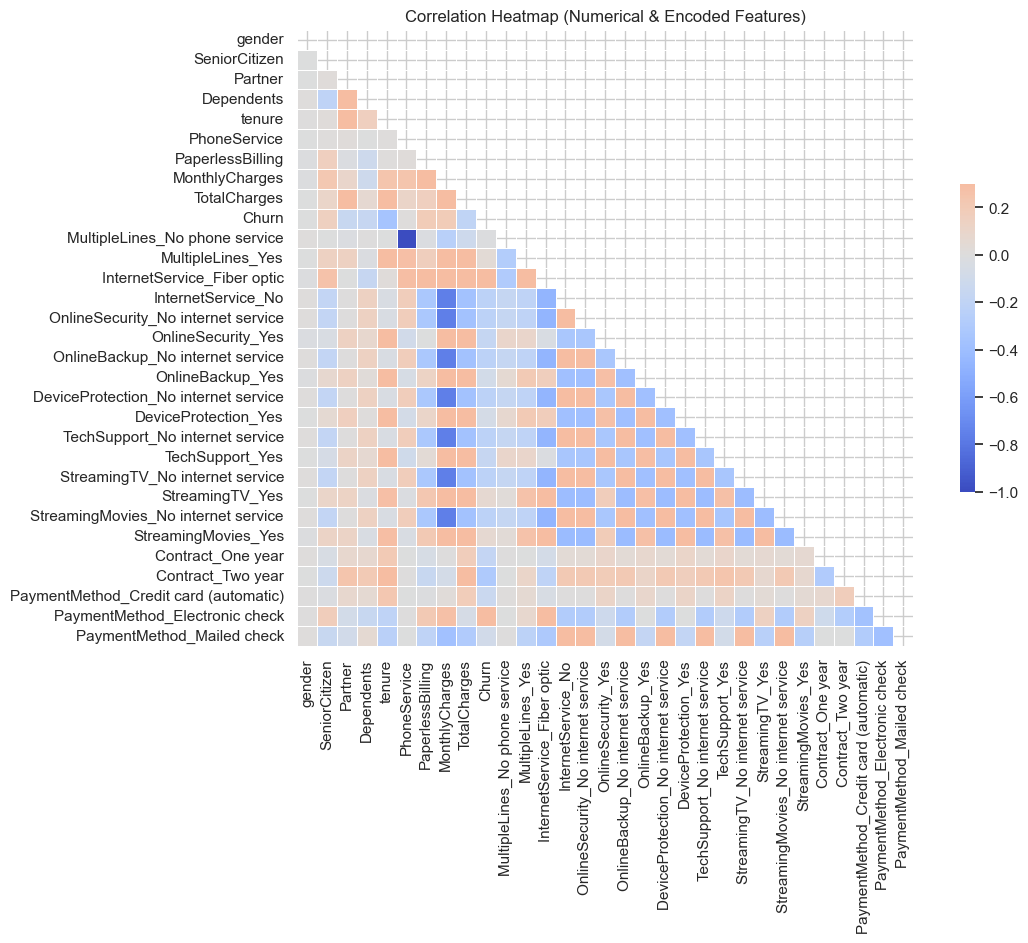 Correlation Heatmap (Numerical & Encoded Features)
gender
SeniorCitizen
Partner
Dependents
tenure
PhoneService
PaperlessBilling
MonthlyCharges
TotalCharges
Churn
MultipleLines_No phone service
MultipleLines_Yes
InternetService_Fiber optic
InternetService_No
OnlineSecurity_No internet service
OnlineSecurity_Yes
OnlineBackup_No internet service
OnlineBackup_Yes
DeviceProtection_No internet service
DeviceProtection_Yes
TechSupport_No internet service
TechSupport_Yes
StreamingTV_No internet service
StreamingTV_Yes
StreamingMovies_No internet service
StreamingMovies_Yes
Contract_One year
Contract_Two year
PaymentMethod_Credit card (automatic)
PaymentMethod_Electronic check
PaymentMethod_Mailed check
gender
SeniorCitizen
Partner
Dependents
tenure
PhoneService
PaperlessBilling
MonthlyCharges
TotalCharges
Churn
MultipleLines_No phone service
MultipleLines_Yes
InternetService_Fiber optic
InternetService_No
OnlineSecurity_No internet service
OnlineSecurity_Yes
OnlineBackup_No internet service
OnlineBackup_Yes
DeviceProtection_No internet service
DeviceProtection_Yes
TechSupport_No internet service
TechSupport_Yes
StreamingTV_No internet service
StreamingTV_Yes
StreamingMovies_No internet service
StreamingMovies_Yes
Contract_One year
Contract_Two year
PaymentMethod_Credit card (automatic)
PaymentMethod_Electronic check
PaymentMethod_Mailed check
0.2
0.0
−0.2
−0.4
−0.6
−0.8
−1.0